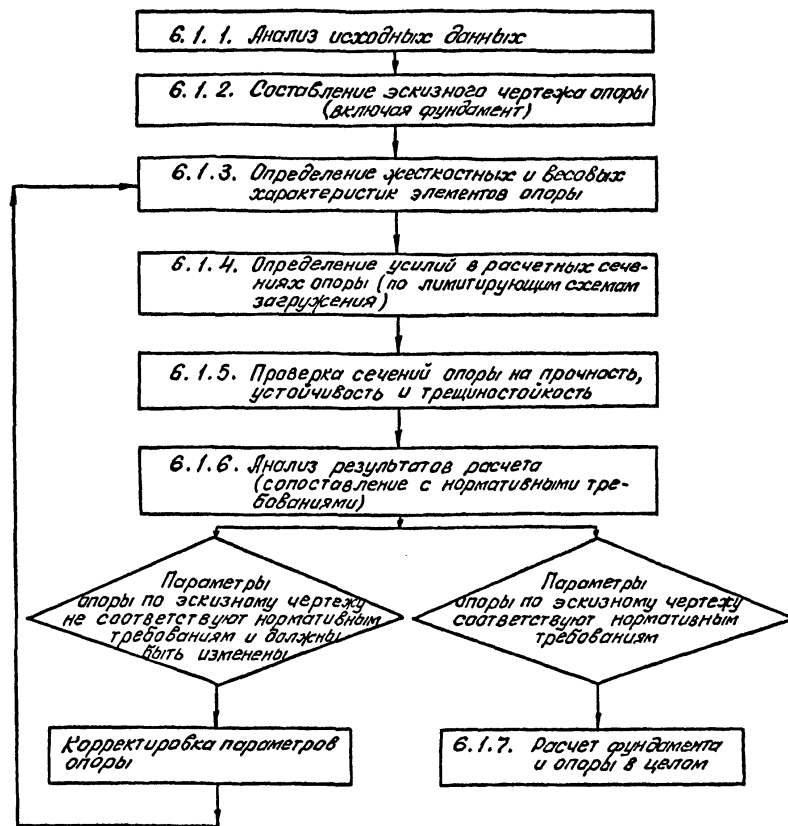 6.1.1. Анализ исходных данных
6.1.2. Составление эскизного чертежа опоры
(включая фундамент)
6.1.3. Определение жесткостных и весовых
характеристик элементов опоры
6.1.4. Определение усилий в расчетных сече-
ниях опоры (по лимитирующим схемам
загружения)
6.1.5. Проверка сечений опоры на прочность,
устойчивость и трещиностойкость
6.1.6. Анализ результатов расчета
(сопоставление с нормативными тре-
бованиями)
Параметры
опоры по эскизному чертежу
не соответствуют нормативным
требованиям и должны
быть изменены
Параметры
опоры по эскизному чертежу
соответствуют нормативным
требованиям
Корректировка параметров
опоры
6.1.7. Расчет фундамента
и опоры в целом